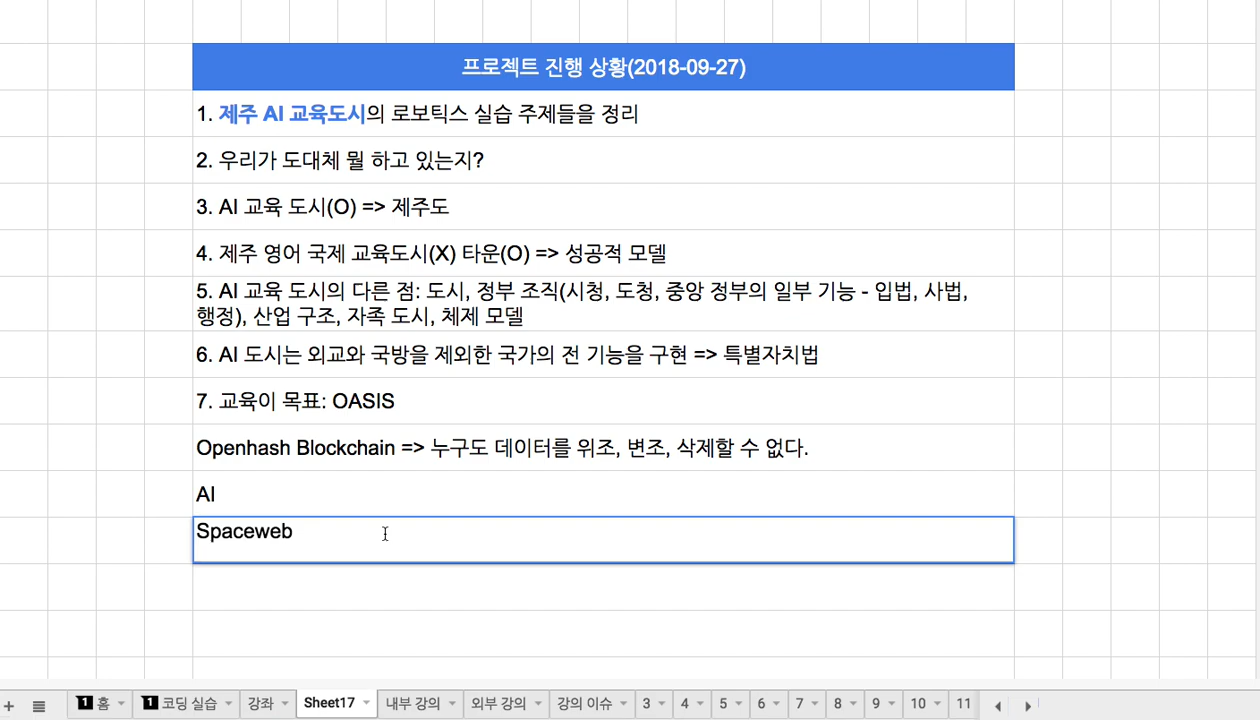 프로젝트 진행 상황(2018-09-27)
1. 제주 AI 교육도시의 로보틱스 실습 주제들을 정리
2. 우리가 도대체 뭘 하고 있는지?
3. AI 교육 도시(O) => 제주도
4. 제주 영어 국제 교육도시(X) 타운(O) => 성공적 모델
5. AI 교육 도시의 다른 점: 도시, 정부 조직(시청, 도청, 중앙 정부의 일부 기능 - 입법, 사법,
행정), 산업 구조, 자족 도시, 체제 모델
6. AI 도시는 외교와 국방을 제외한 국가의 전 기능을 구현 => 특별자치법
7. 교육이 목표: OASIS
Openhash Blockchain => 누구도 데이터를 위조, 변조, 삭제할 수 없다.
AI
Spaceweb
1 홈 1 코딩 실습 강좌 Sheet17 내부 강의 외부 강의 강의 이슈 3 4 5 6 7 8 9 10 11